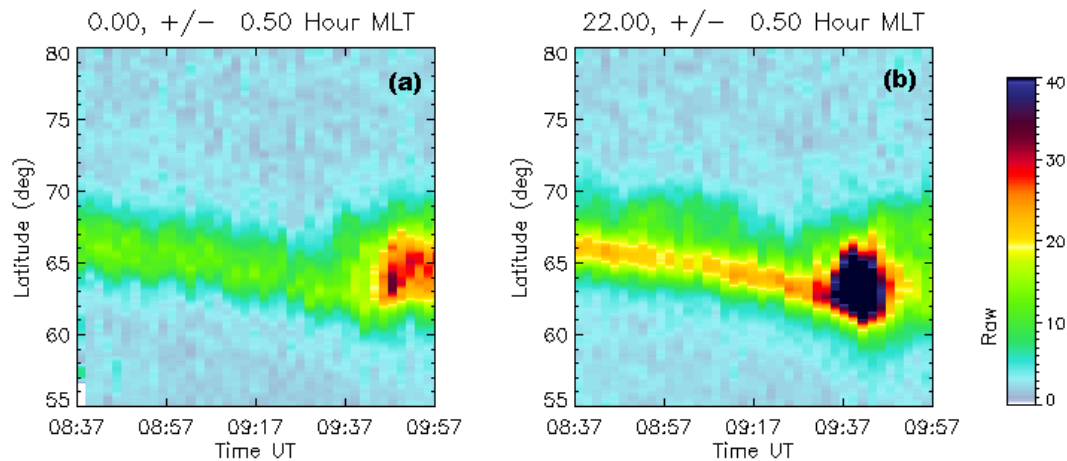 0.00, +/- 0.50 Hour MLT
80
75
70
65
60
55
Latitude (deg)
(a)
08:37 08:57 09:17 09:37 09:57
Time UT
22.00, +/- 0.50 Hour MLT
80
75
70
65
60
55
Latitude (deg)
(b)
08:37 08:57 09:17 09:37 09:57
Time UT
40
30
20
10
0
Raw